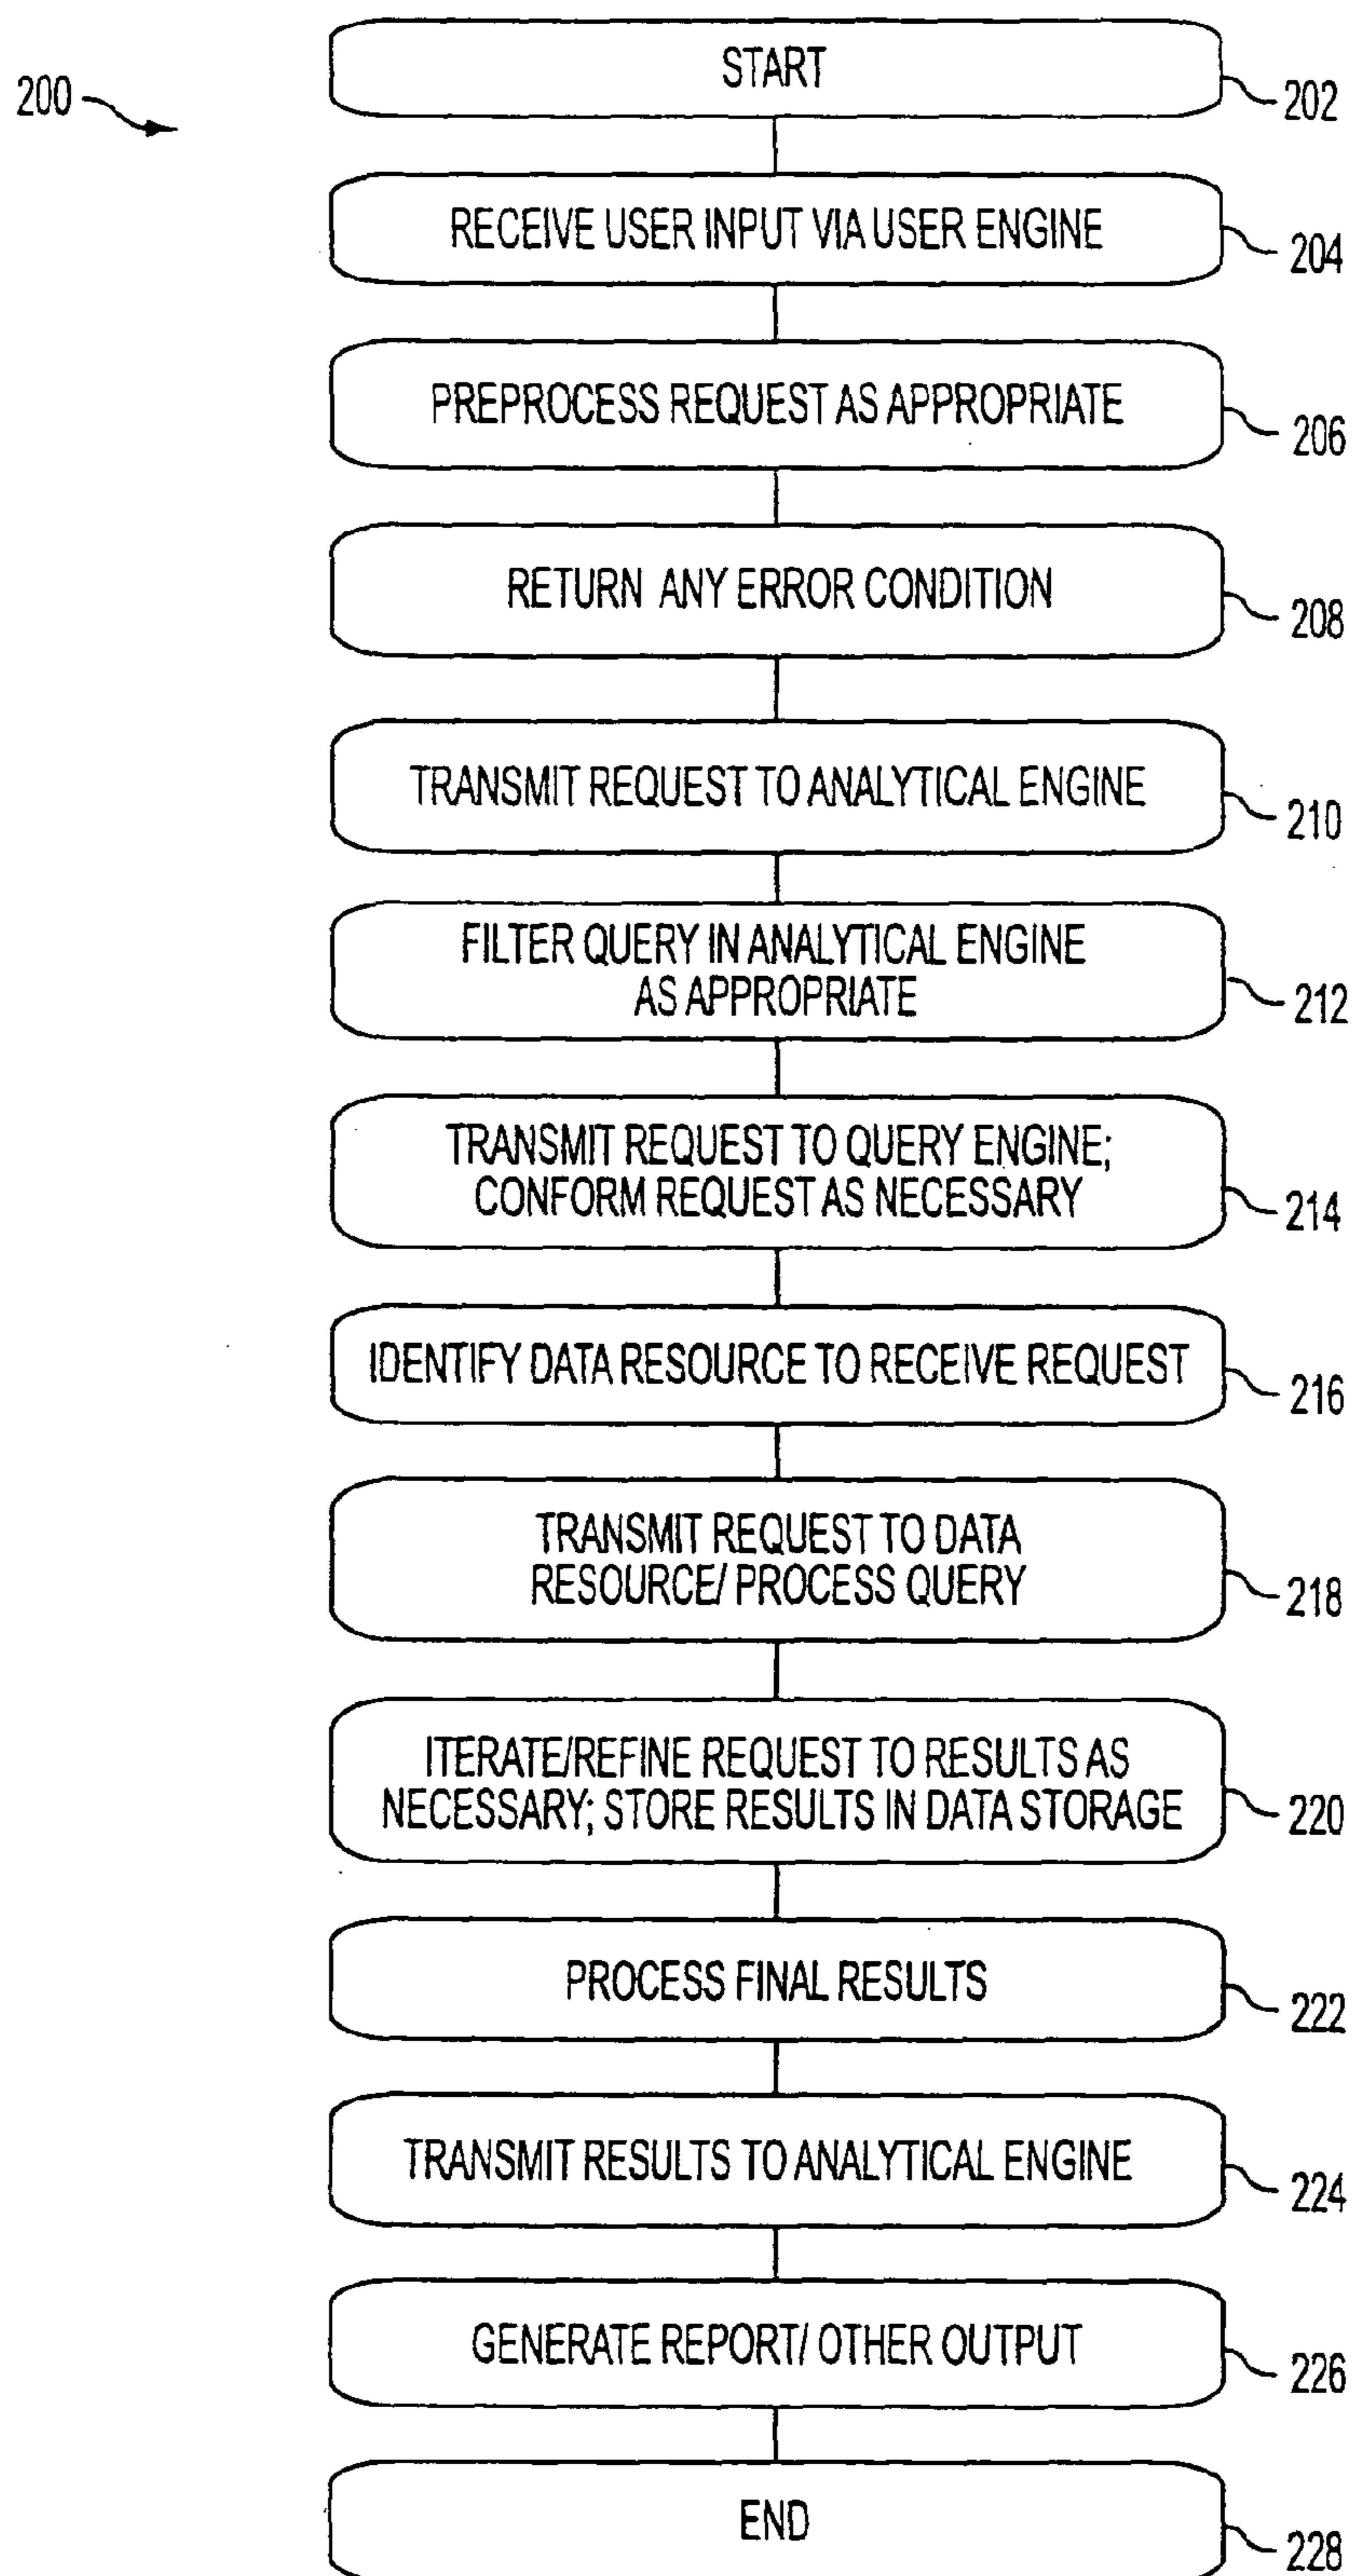 200
START
202
RECEIVE USER INPUT VIA USER ENGINE
204
PREPROCESS REQUEST AS APPROPRIATE
206
RETURN ANY ERROR CONDITION
208
TRANSMIT REQUEST TO ANALYTICAL ENGINE
210
FILTER QUERY IN ANALYTICAL ENGINE
AS APPROPRIATE
212
TRANSMIT REQUEST TO QUERY ENGINE;
CONFORM REQUEST AS NECESSARY
214
IDENTIFY DATA RESOURCE TO RECEIVE REQUEST
216
TRANSMIT REQUEST TO DATA
RESOURCE/ PROCESS QUERY
218
ITERATE/REFINE REQUEST TO RESULTS AS
NECESSARY; STORE RESULTS IN DATA STORAGE
220
PROCESS FINAL RESULTS
222
TRANSMIT RESULTS TO ANALYTICAL ENGINE
224
GENERATE REPORT/ OTHER OUTPUT
226
END
228